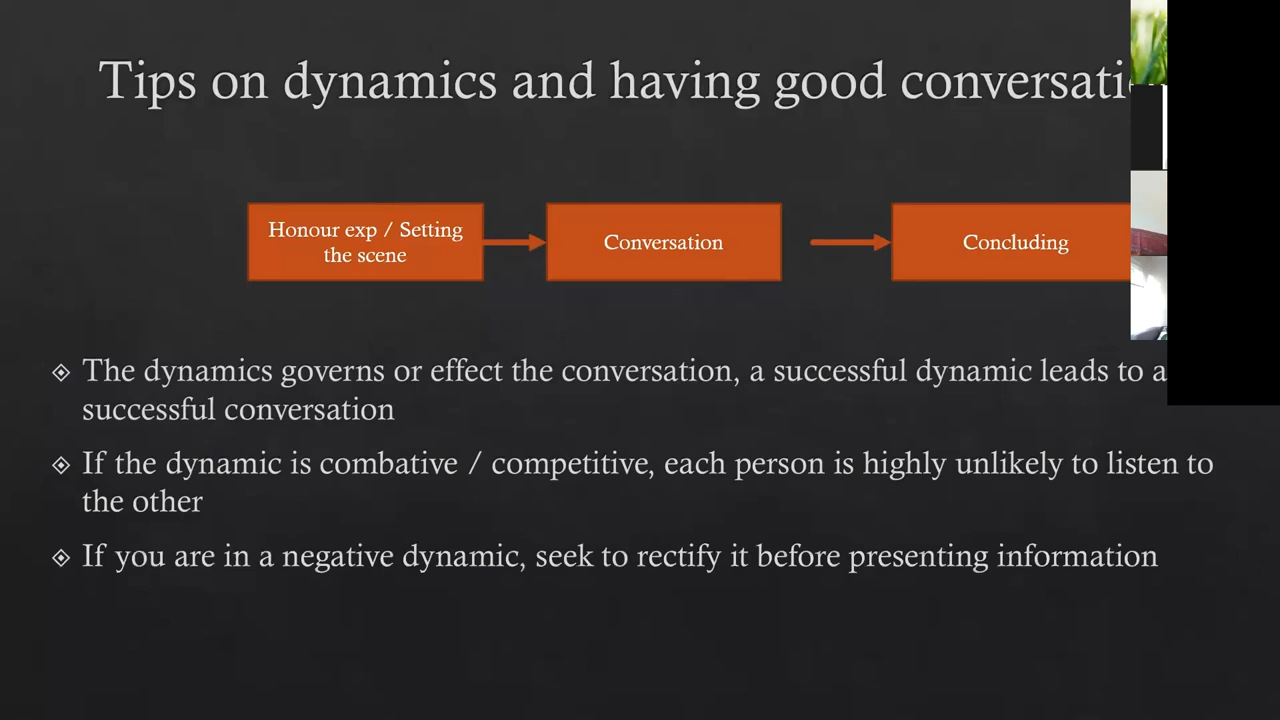 Tips on dynamics and having good conversati
Honour exp / Setting
the scene
Conversation
Concluding
The dynamics governs or effect the conversation, a successful dynamic leads to a
successful conversation
If the dynamic is combative / competitive, each person is highly unlikely to listen to
the other
If you are in a negative dynamic, seek to rectify it before presenting information